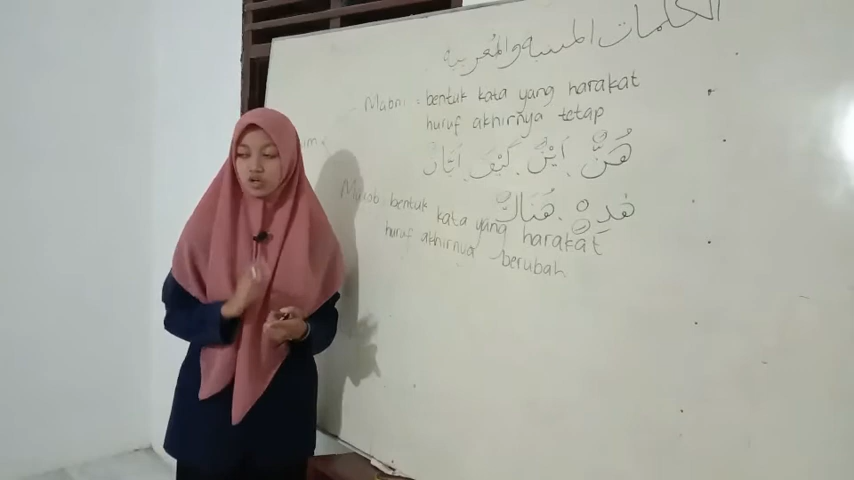 الكلمات المبنية والمعربة
Mabni : bentuk kata yang harakat
huruf akhirnya tetap
هُنَّ . اَيْنَ . كَيْفَ .
هٰذِهِ . هُنَاكَ
Mu'rob : bentuk kata yang harakat
huruf akhirnya berubah